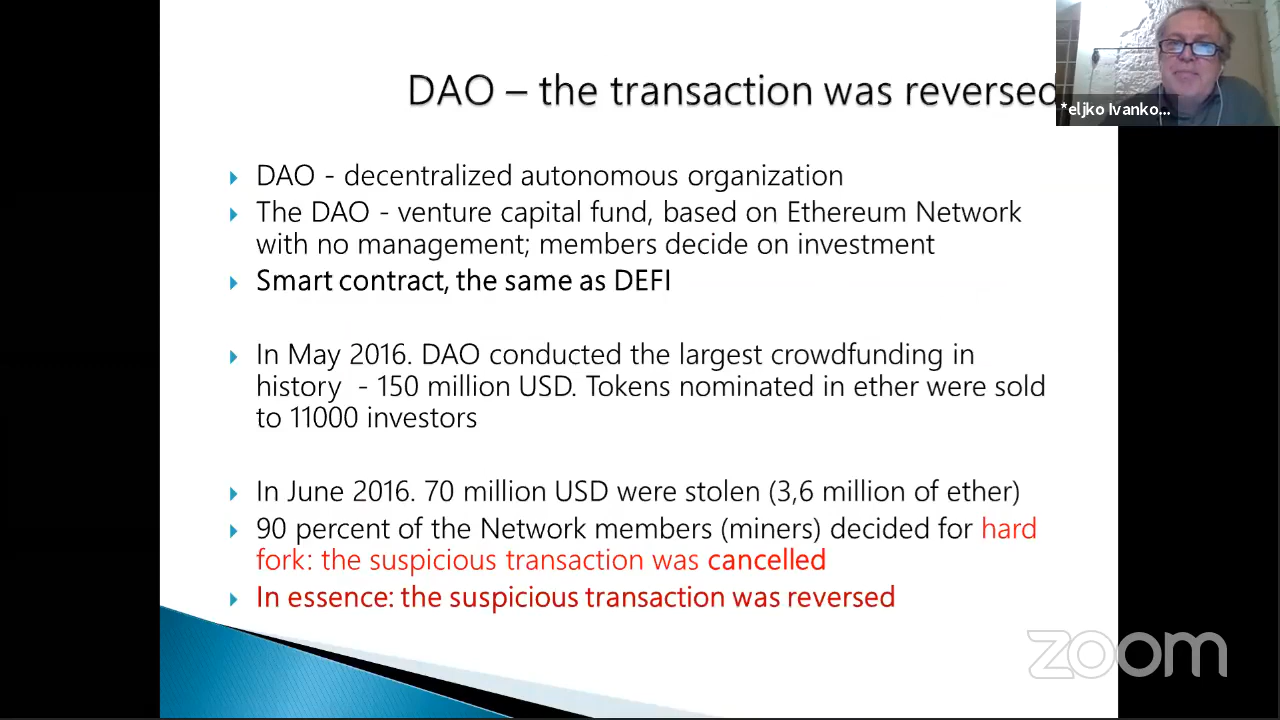 DAO – the transaction was reversed
*eljko Ivanko...
DAO - decentralized autonomous organization
The DAO - venture capital fund, based on Ethereum Network
with no management; members decide on investment
Smart contract, the same as DEFI
In May 2016. DAO conducted the largest crowdfunding in
history - 150 million USD. Tokens nominated in ether were sold
to 11000 investors
In June 2016. 70 million USD were stolen (3,6 million of ether)
90 percent of the Network members (miners) decided for hard
fork: the suspicious transaction was cancelled
In essence: the suspicious transaction was reversed
zoom